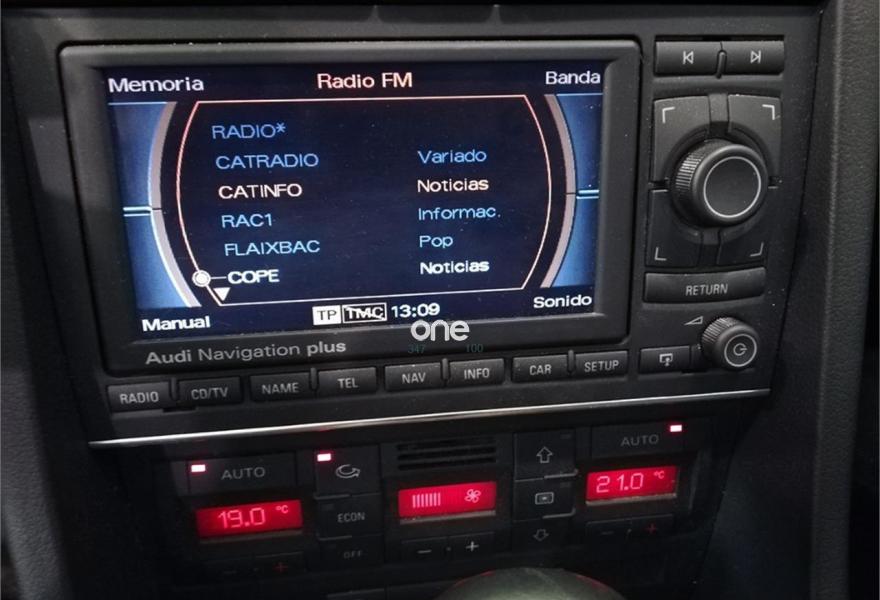 Memoria Radio FM Banda
RADIO*
CATRADIO Variado
CATINFO Noticias
RAC1 Informac.
FLAIXBAC Pop
COPE Noticias
Manual TP TMC 13:09 Sonido
one
347 100
Audi Navigation plus
RETURN
RADIO CD/TV NAME TEL NAV INFO CAR SETUP
AUTO AUTO
19.0 °C 21.0 °C
ECON
OFF